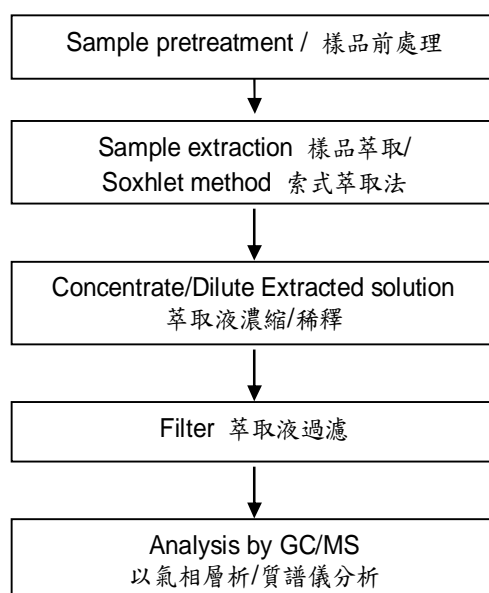 Sample pretreatment / 樣品前處理
Sample extraction 樣品萃取/
Soxhlet method 索式萃取法
Concentrate/Dilute Extracted solution
萃取液濃縮/稀釋
Filter 萃取液過濾
Analysis by GC/MS
以氣相層析/質譜儀分析